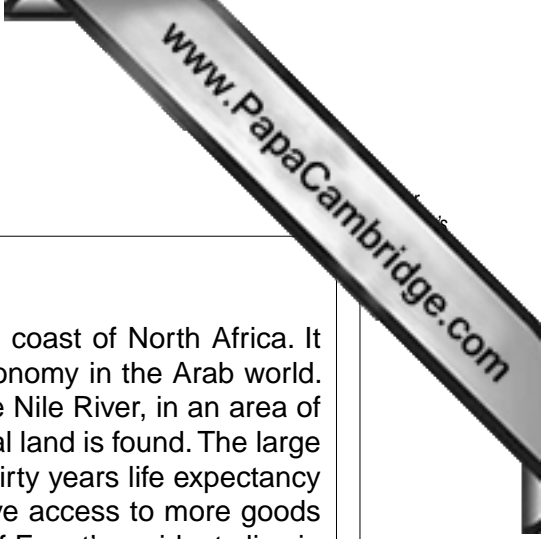 www.PapaCambridge.com
coast of North Africa. It
onomy in the Arab world.
Nile River, in an area of
al land is found. The large
irty years life expectancy
ve access to more goods